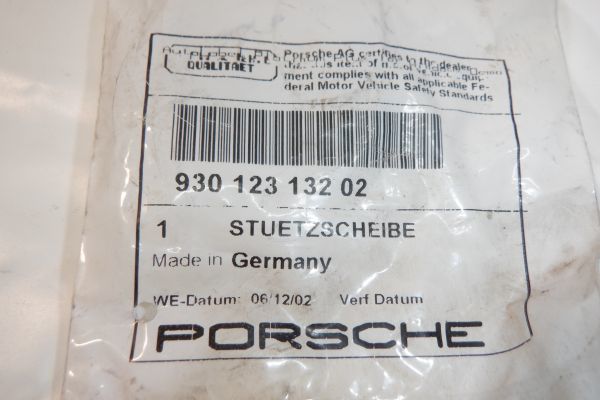 Porsche AG certifies to the dealer
QUALITAET
ment complies with all applicable Fe-
deral Motor Vehicle Safety Standards
930 123 132 02
1 STUETZSCHEIBE
Made in Germany
WE-Datum: 06/12/02 Verf Datum
PORSCHE